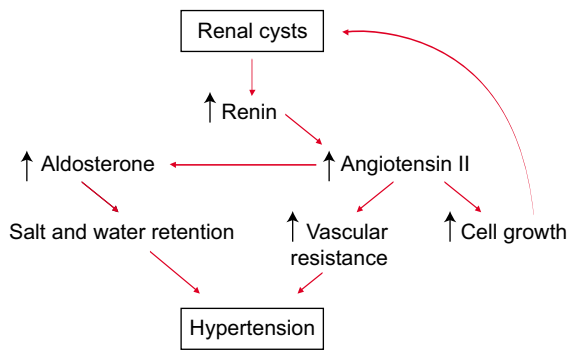 Renal cysts
Renin
Aldosterone
Angiotensin II
Salt and water retention
Vascular
resistance
Cell growth
Hypertension